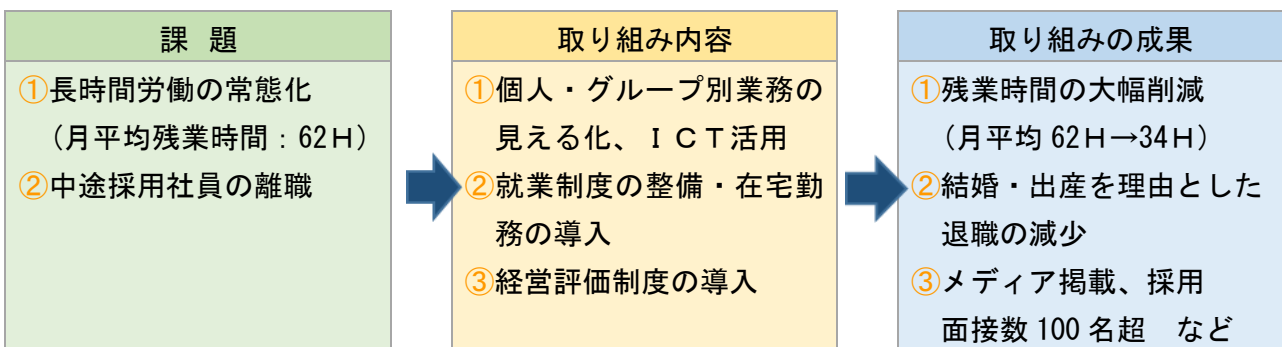 課 題
①長時間労働の常態化
（月平均残業時間：62Ｈ）
②中途採用社員の離職
取り組み内容
①個人・グループ別業務の
見える化、ＩＣＴ活用
②就業制度の整備・在宅勤
務の導入
③経営評価制度の導入
取り組みの成果
①残業時間の大幅削減
（月平均 62Ｈ→34Ｈ）
②結婚・出産を理由とした
退職の減少
③メディア掲載、採用
面接数 100 名超　など